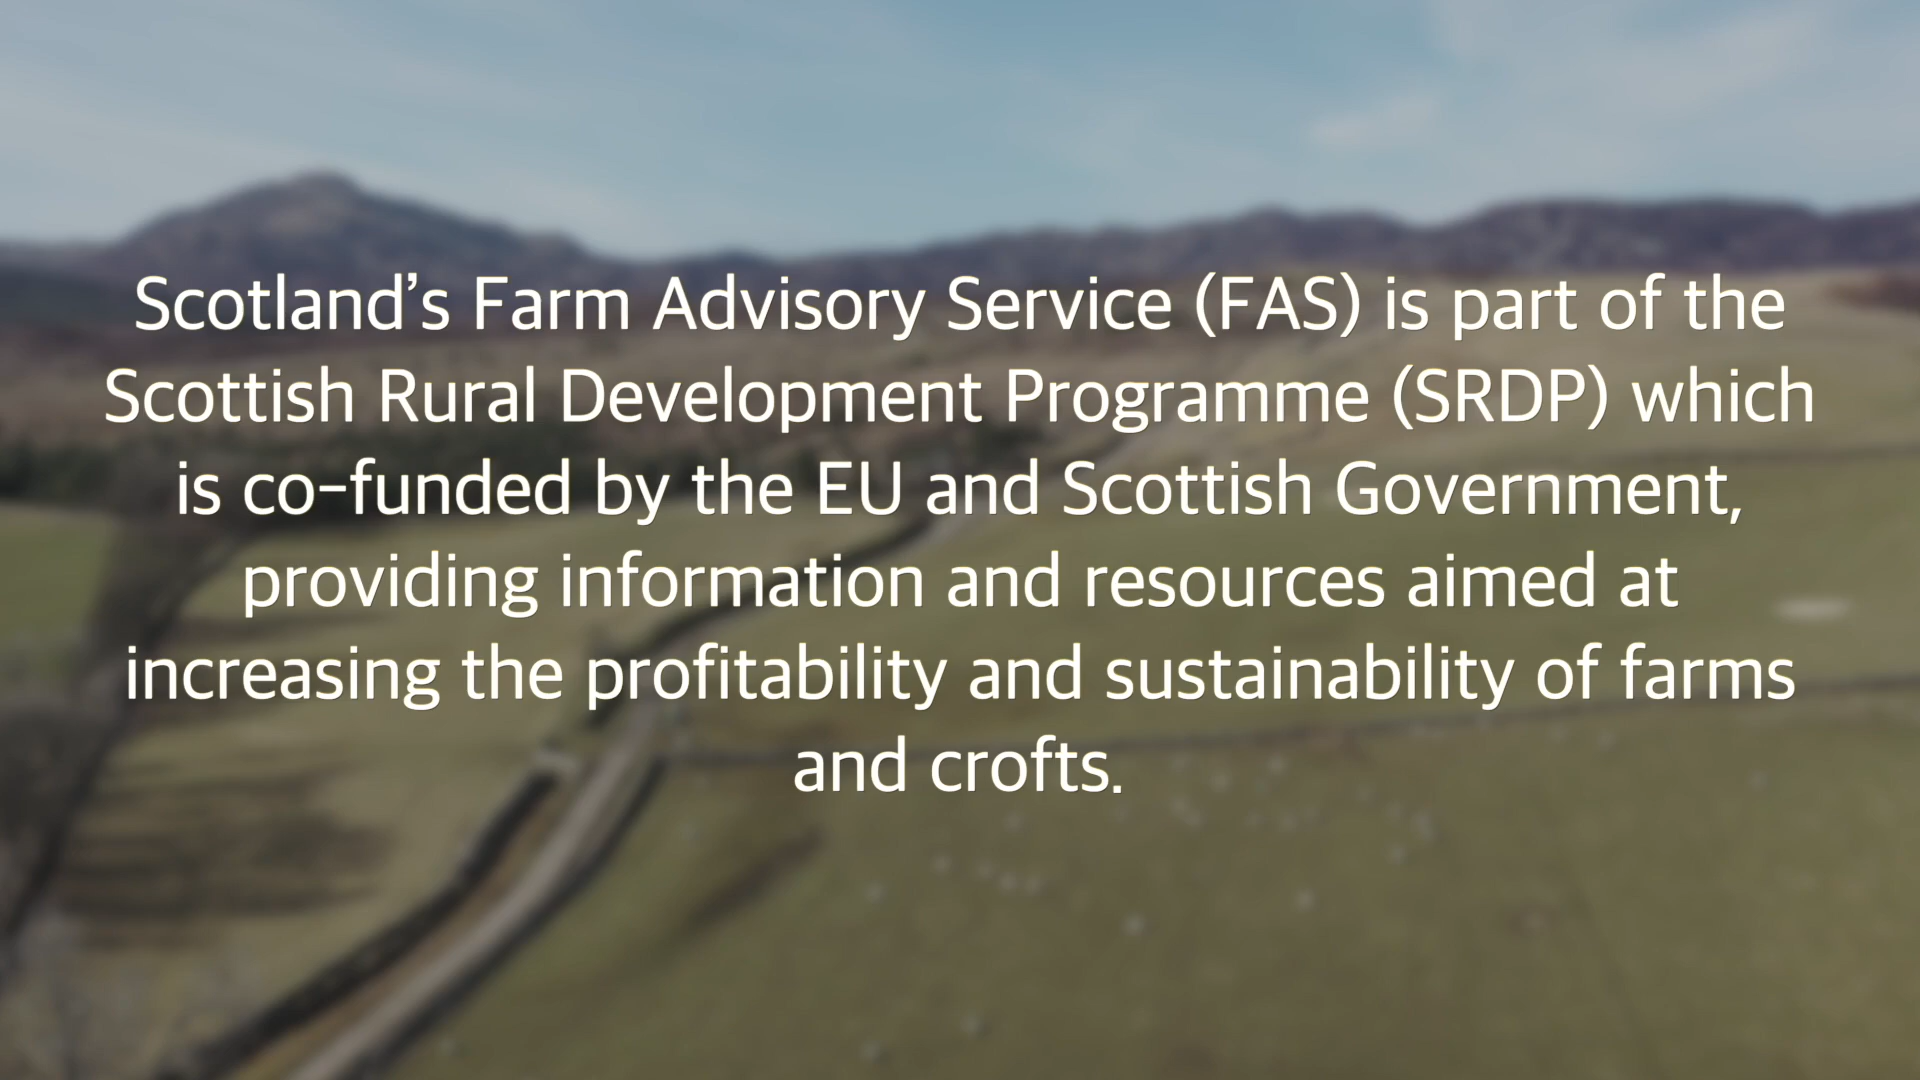 Scotland’s Farm Advisory Service (FAS) is part of the
Scottish Rural Development Programme (SRDP) which
is co-funded by the EU and Scottish Government,
providing information and resources aimed at
increasing the profitability and sustainability of farms
and crofts.